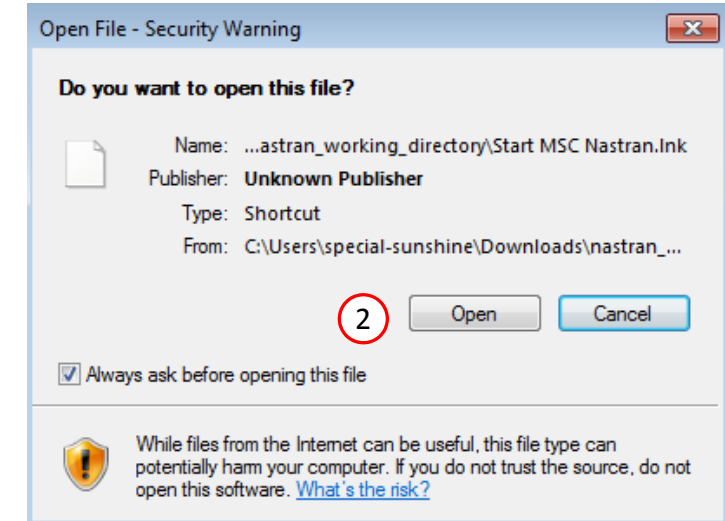 Open File - Security Warning
Do you want to open this file?
Name: ...astran_working_directory\Start MSC Nastran.lnk
Publisher: Unknown Publisher
Type: Shortcut
From: C:\Users\special-sunshine\Downloads\nastran_...
2 Open Cancel
Always ask before opening this file
While files from the Internet can be useful, this file type can
potentially harm your computer. If you do not trust the source, do not
open this software. What's the risk?